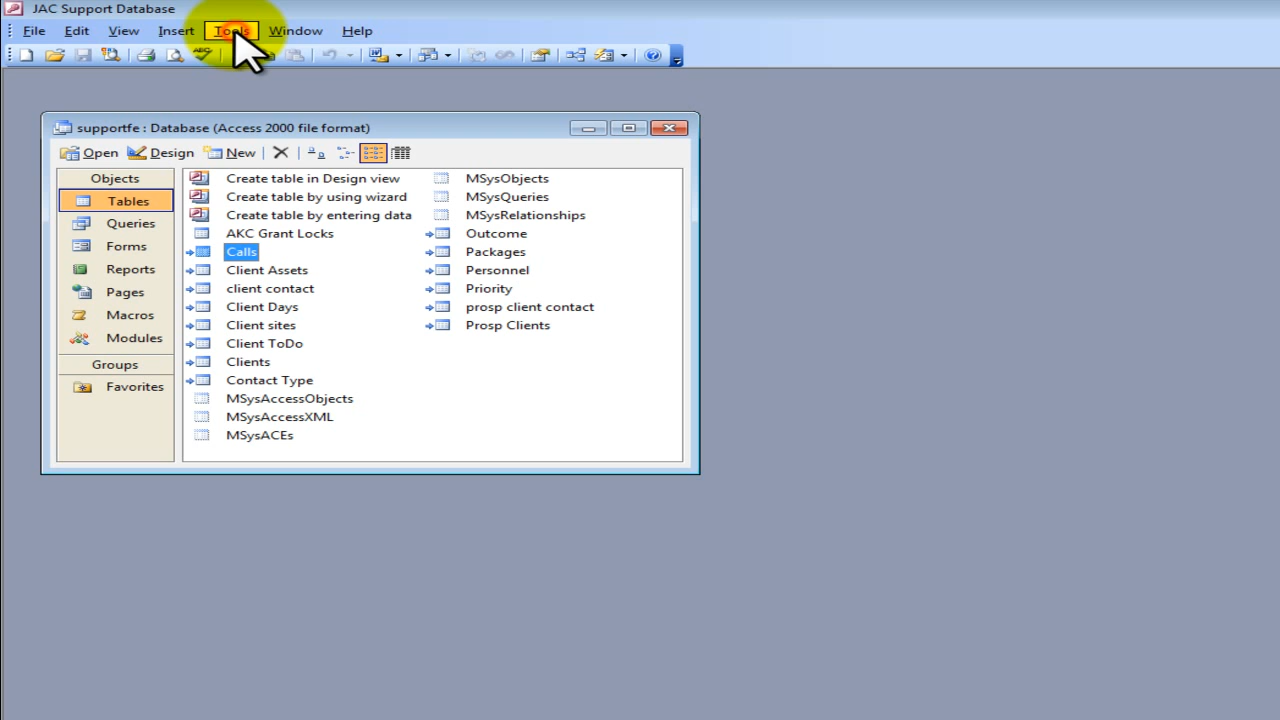 JAC Support Database
File Edit View Insert Tools Window Help
supportfe : Database (Access 2000 file format)
Open Design New
Objects
Tables
Queries
Forms
Reports
Pages
Macros
Modules
Groups
Favorites
Create table in Design view
Create table by using wizard
Create table by entering data
AKC Grant Locks
Calls
Client Assets
client contact
Client Days
Client sites
Client ToDo
Clients
Contact Type
MSysAccessObjects
MSysAccessXML
MSysACEs
MSysObjects
MSysQueries
MSysRelationships
Outcome
Packages
Personnel
Priority
prosp client contact
Prosp Clients